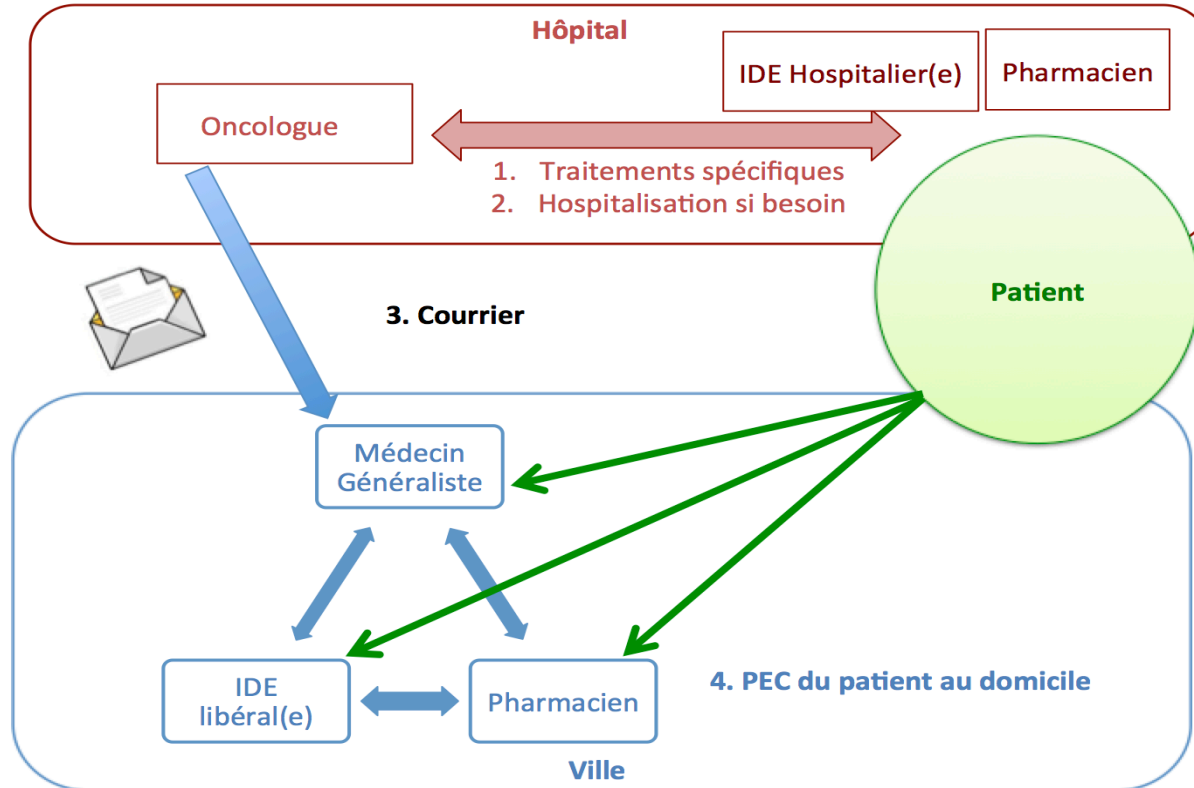 Hôpital
IDE Hospitalier(e)
Pharmacien
Oncologue
1. Traitements spécifiques
2. Hospitalisation si besoin
Patient
3. Courrier
Médecin
Généraliste
IDE
libéral(e)
Pharmacien
4. PEC du patient au domicile
Ville